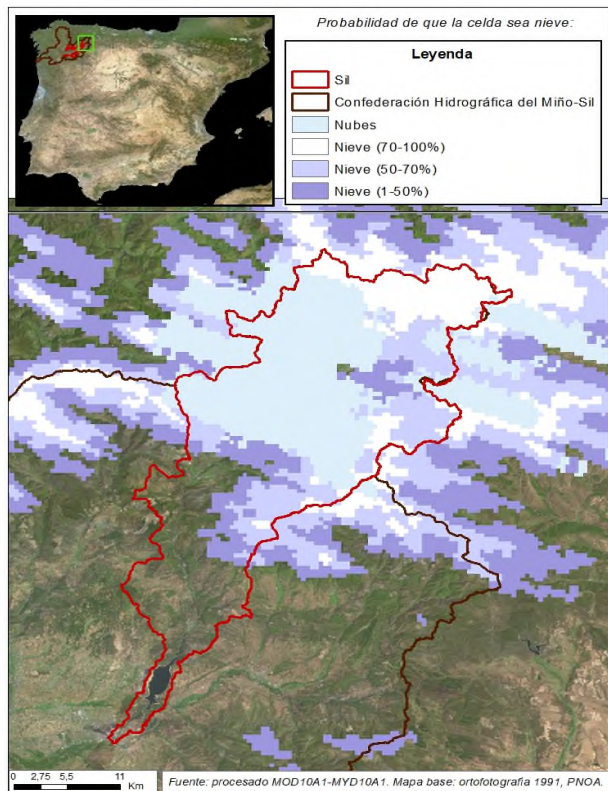 Probabilidad de que la celda sea nieve:
Leyenda
Sil
Confederación Hidrográfica del Miño-Sil
Nubes
Nieve (70-100%)
Nieve (50-70%)
Nieve (1-50%)
0 2,75 5,5 11
Km
Fuente: procesado MOD10A1-MYD10A1. Mapa base: ortofotografía 1991, PNOA.